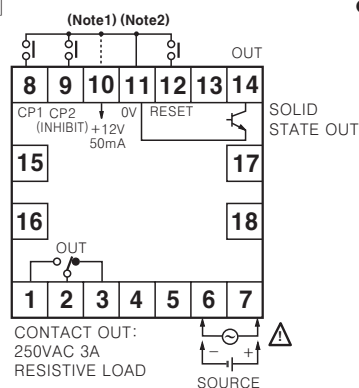 (Note1) (Note2)
OUT
8 9 10 11 12 13 14
CP1 CP2 0V RESET
(INHIBIT) +12V
50mA
SOLID
STATE OUT
15 17
16 18
OUT
1 2 3 4 5 6 7
CONTACT OUT:
250VAC 3A
RESISTIVE LOAD
− +
SOURCE